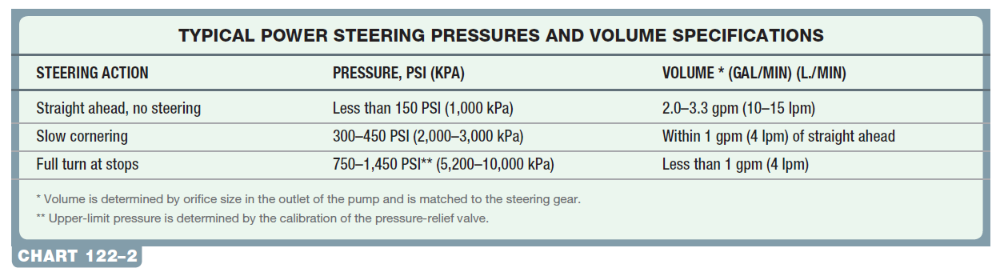 TYPICAL POWER STEERING PRESSURES AND VOLUME SPECIFICATIONS
STEERING ACTION PRESSURE, PSI (KPA) VOLUME * (GAL/MIN) (L./MIN)
Straight ahead, no steering Less than 150 PSI (1,000 kPa) 2.0–3.3 gpm (10–15 lpm)
Slow cornering 300–450 PSI (2,000–3,000 kPa) Within 1 gpm (4 lpm) of straight ahead
Full turn at stops 750–1,450 PSI** (5,200–10,000 kPa) Less than 1 gpm (4 lpm)
* Volume is determined by orifice size in the outlet of the pump and is matched to the steering gear.
** Upper-limit pressure is determined by the calibration of the pressure-relief valve.
CHART 122–2